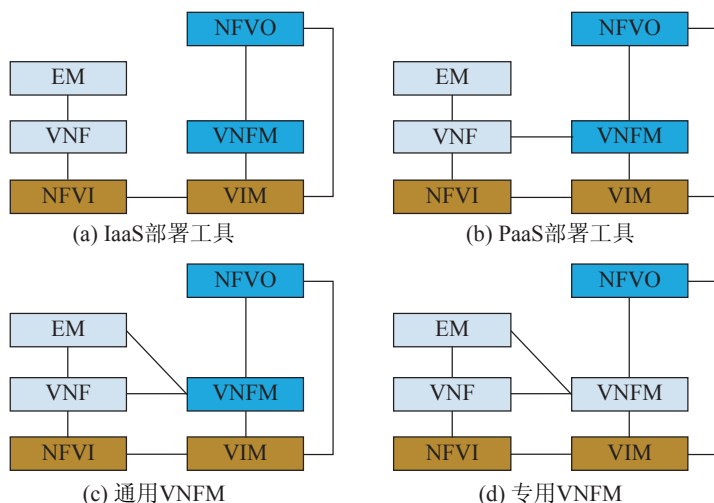 NFVO NFVO
EM EM
VNF VNFM VNF VNFM
NFVI VIM NFVI VIM
(a) IaaS部署工具 (b) PaaS部署工具
NFVO NFVO
EM EM
VNF VNFM VNF VNFM
NFVI VIM NFVI VIM
(c) 通用VNFM (d) 专用VNFM